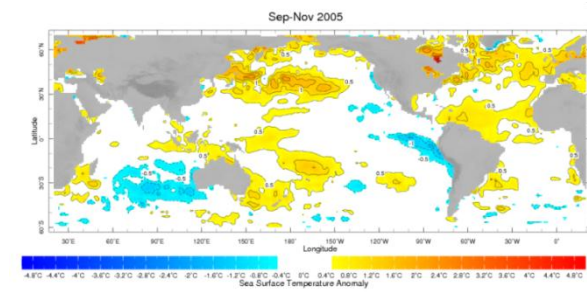 Sep-Nov 2005
Latitude
60°N
30°N
0°
30°S
60°S
30°E 60°E 90°E 120°E 150°E 180° 150°W 120°W 90°W 60°W 30°W 0°
Longitude
-4.8°C -4.4°C -4°C -3.6°C -3.2°C -2.8°C -2.4°C -2°C -1.6°C -1.2°C -0.8°C -0.4°C 0°C 0.4°C 0.8°C 1.2°C 1.6°C 2°C 2.4°C 2.8°C 3.2°C 3.6°C 4°C 4.4°C 4.8°C
Sea Surface Temperature Anomaly